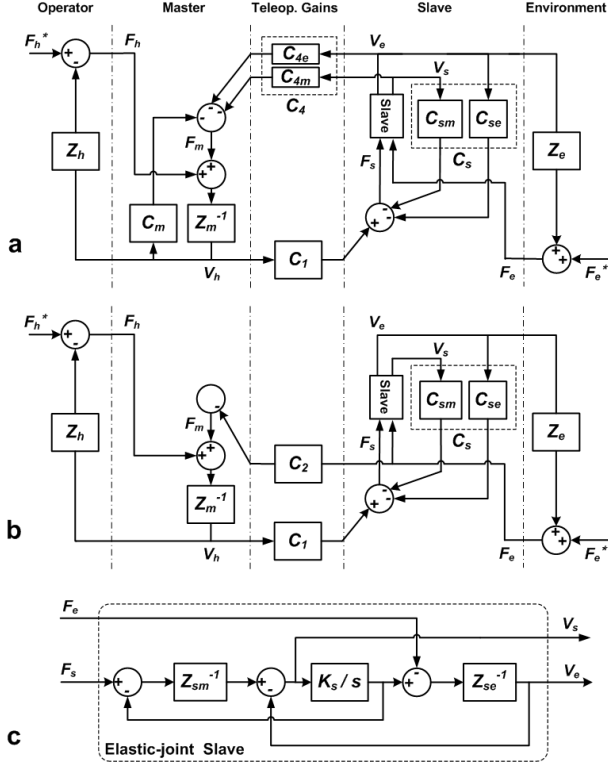 Operator Master Teleop. Gains Slave Environment
F_h* F_h C_4e V_e
C_4m V_s
C_4
Slave C_sm C_se
Z_h F_m F_s C_s Z_e
C_m Z_m^-1
a V_h C_1 F_e F_e*
F_h* F_h V_e
V_s
Slave C_sm C_se
Z_h F_m F_s C_s Z_e
C_2
Z_m^-1
C_1
b V_h F_e F_e*
F_e V_s
F_s Z_sm^-1 K_s / s Z_se^-1 V_e
c Elastic-joint Slave